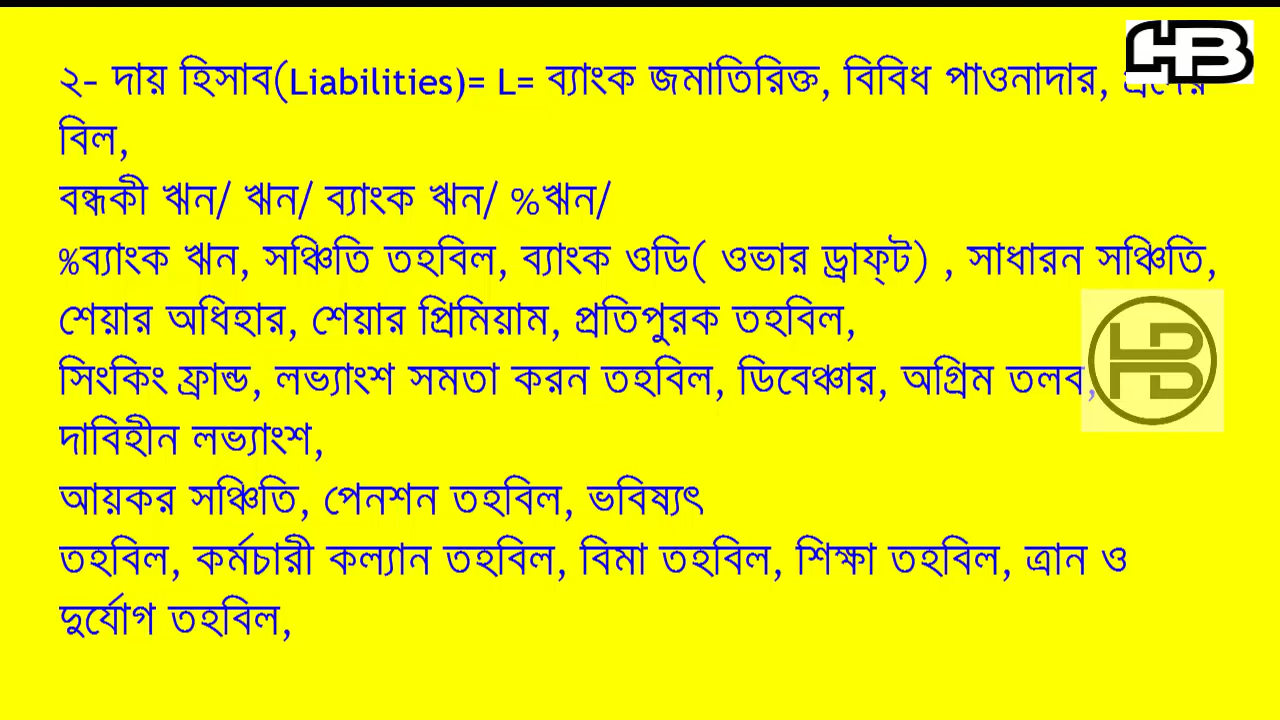 ২- দায় হিসাব(Liabilities)= L= ব্যাংক জমাতিরিক্ত, বিবিধ পাওনাদার,
বিল,
বন্ধকী ঋন/ ঋন/ ব্যাংক ঋন/ %ঋন/
%ব্যাংক ঋন, সঞ্চিতি তহবিল, ব্যাংক ওডি( ওভার ড্রাফ্ট) , সাধারন সঞ্চিতি,
শেয়ার অধিহার, শেয়ার প্রিমিয়াম, প্রতিপুরক তহবিল,
সিংকিং ফ্রান্ড, লভ্যাংশ সমতা করন তহবিল, ডিবেঞ্চার, অগ্রিম তলব,
দাবিহীন লভ্যাংশ,
আয়কর সঞ্চিতি, পেনশন তহবিল, ভবিষ্যৎ
তহবিল, কর্মচারী কল্যান তহবিল, বিমা তহবিল, শিক্ষা তহবিল, ত্রান ও
দুর্যোগ তহবিল,
HB